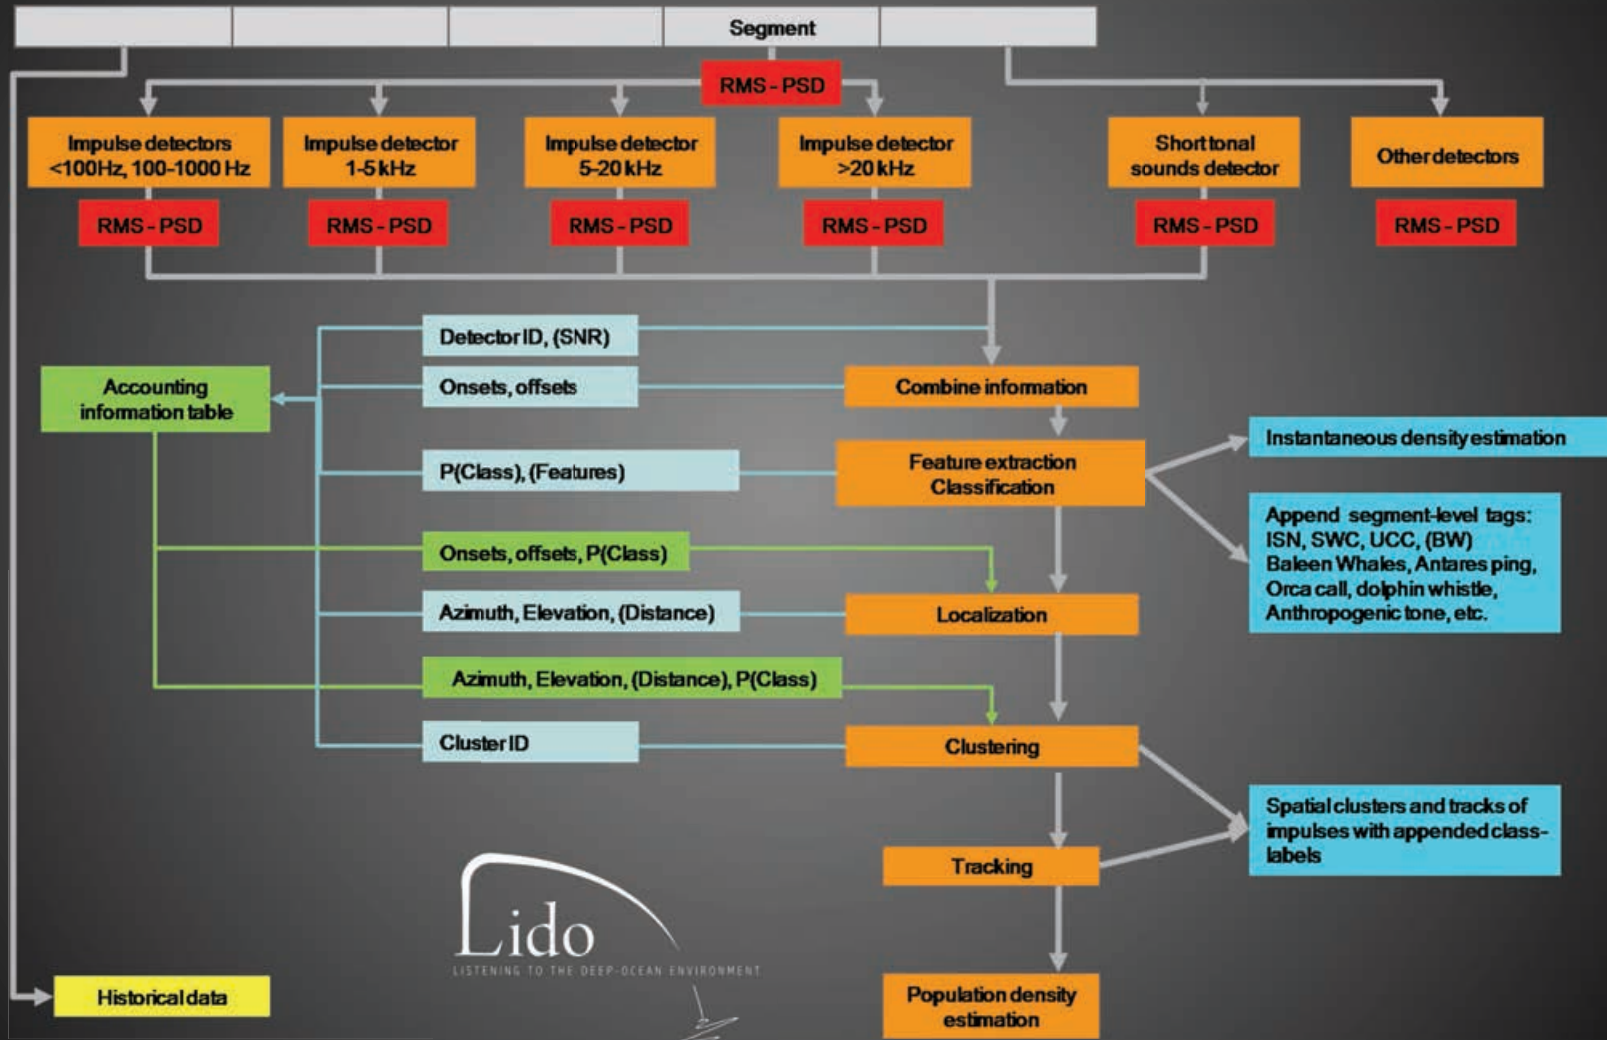 Segment
RMS - PSD
Impulse detectors
<100Hz, 100-1000 Hz
Impulse detector
1-5 kHz
Impulse detector
5-20 kHz
Impulse detector
>20 kHz
Short tonal
sounds detector
Other detectors
RMS - PSD
RMS - PSD
RMS - PSD
RMS - PSD
RMS - PSD
RMS - PSD
Detector ID, (SNR)
Accounting
information table
Onsets, offsets
Combine information
Instantaneous density estimation
P(Class), (Features)
Feature extraction
Classification
Append segment-level tags:
ISN, SWC, UCC, (BW)
Baleen Whales, Antares ping,
Orca call, dolphin whistle,
Anthropogenic tone, etc.
Onsets, offsets, P(Class)
Azimuth, Elevation, (Distance)
Localization
Azimuth, Elevation, (Distance), P(Class)
Cluster ID
Clustering
Spatial clusters and tracks of
impulses with appended class-
labels
Tracking
Lido
LISTENING TO THE DEEP-OCEAN ENVIRONMENT
Historical data
Population density
estimation